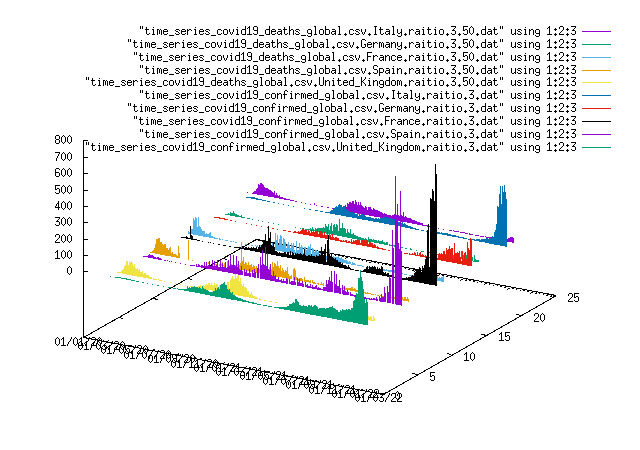 "time_series_covid19_deaths_global.csv.Italy.raitio.3.50.dat" using 1:2:3
"time_series_covid19_deaths_global.csv.Germany.raitio.3.50.dat" using 1:2:3
"time_series_covid19_deaths_global.csv.France.raitio.3.50.dat" using 1:2:3
"time_series_covid19_deaths_global.csv.Spain.raitio.3.50.dat" using 1:2:3
"time_series_covid19_deaths_global.csv.United_Kingdom.raitio.3.50.dat" using 1:2:3
"time_series_covid19_confirmed_global.csv.Italy.raitio.3.dat" using 1:2:3
"time_series_covid19_confirmed_global.csv.Germany.raitio.3.dat" using 1:2:3
"time_series_covid19_confirmed_global.csv.France.raitio.3.dat" using 1:2:3
"time_series_covid19_confirmed_global.csv.Spain.raitio.3.dat" using 1:2:3
"time_series_covid19_confirmed_global.csv.United_Kingdom.raitio.3.dat" using 1:2:3
800
700
600
500
400
300
200
100
0
25
20
15
10
5
0
01/03/22